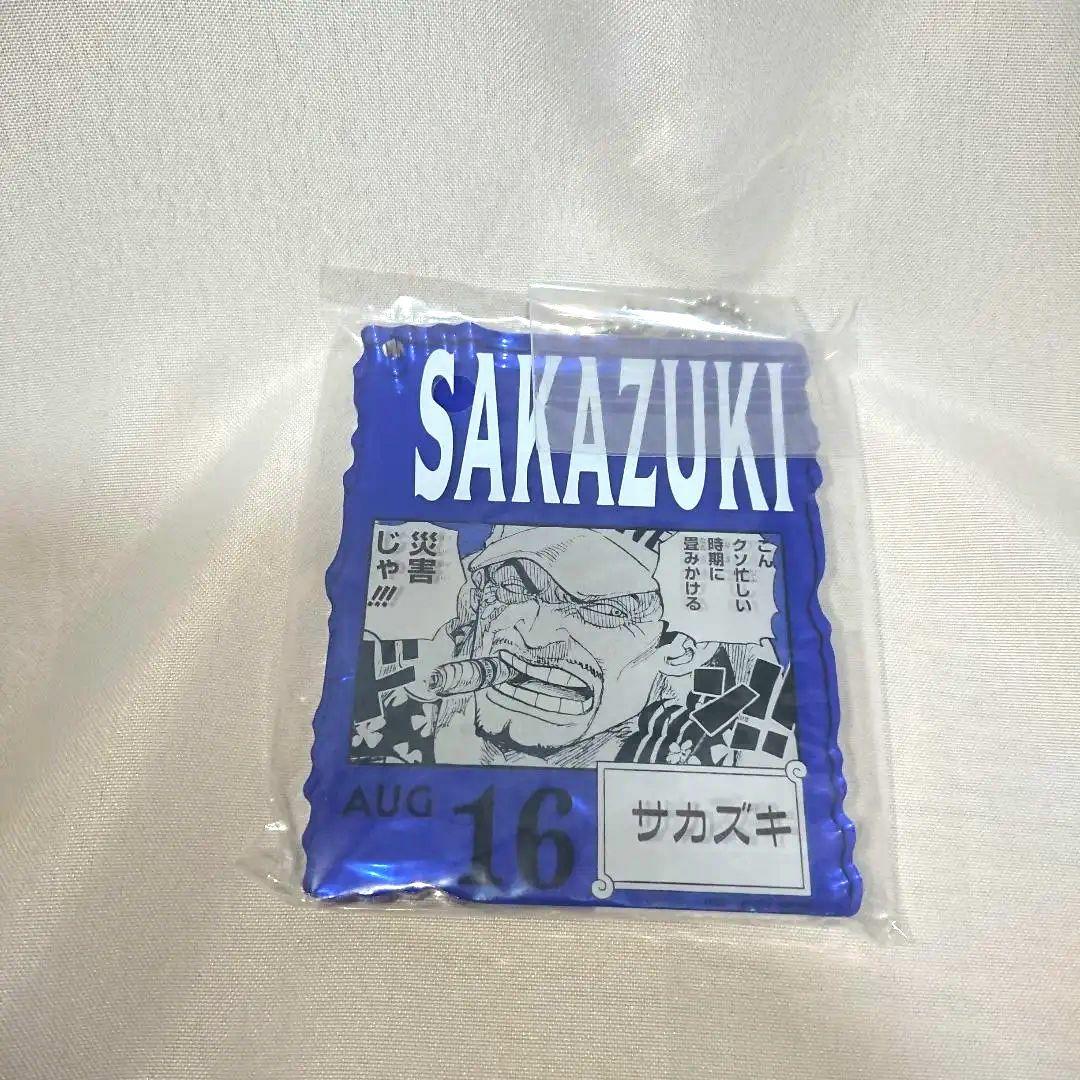 SAKAZUKI
こん
クソ忙しい
時期に
畳みかける
災害
じゃ!!!
ド
AUG 16
サカズキ